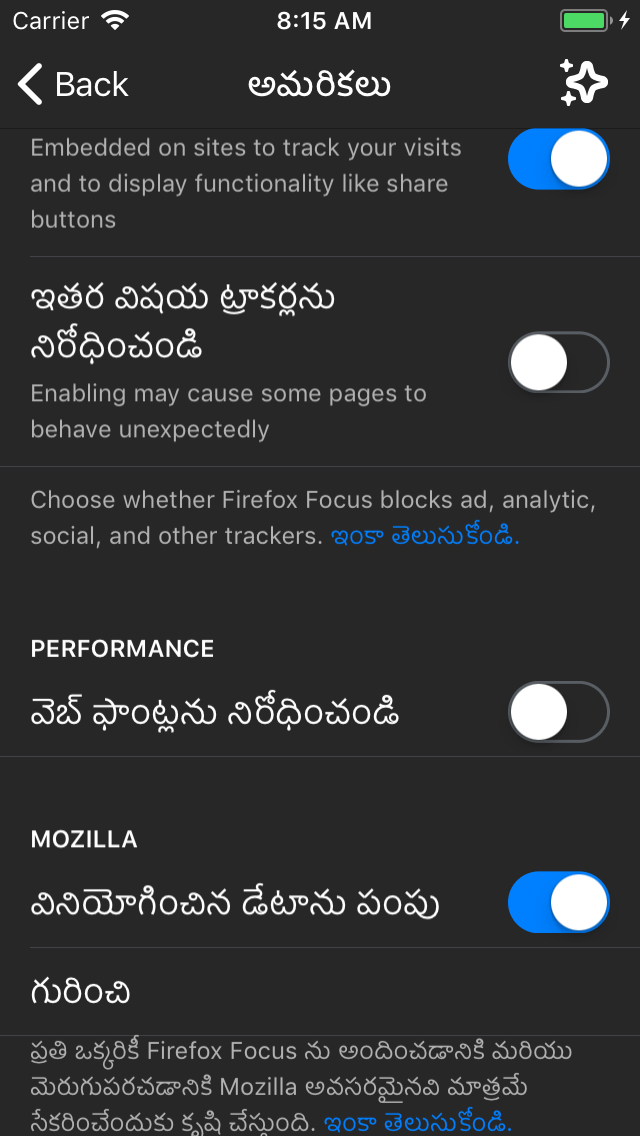 Carrier 8:15 AM
Back అమరికలు
Embedded on sites to track your visits
and to display functionality like share
buttons
ఇతర విషయ ట్రాకర్లను
నిరోధించండి
Enabling may cause some pages to
behave unexpectedly
Choose whether Firefox Focus blocks ad, analytic,
social, and other trackers. ఇంకా తెలుసుకోండి.
PERFORMANCE
వెబ్ ఫాంట్లను నిరోధించండి
MOZILLA
వినియోగించిన డేటాను పంపు
గురించి
ప్రతి ఒక్కరికీ Firefox Focus ను అందించడానికి మరియు
మెరుగుపరచడానికి Mozilla అవసరమైనవి మాత్రమే
సేకరించేందుకు కృషి చేస్తుంది. ఇంకా తెలుసుకోండి.